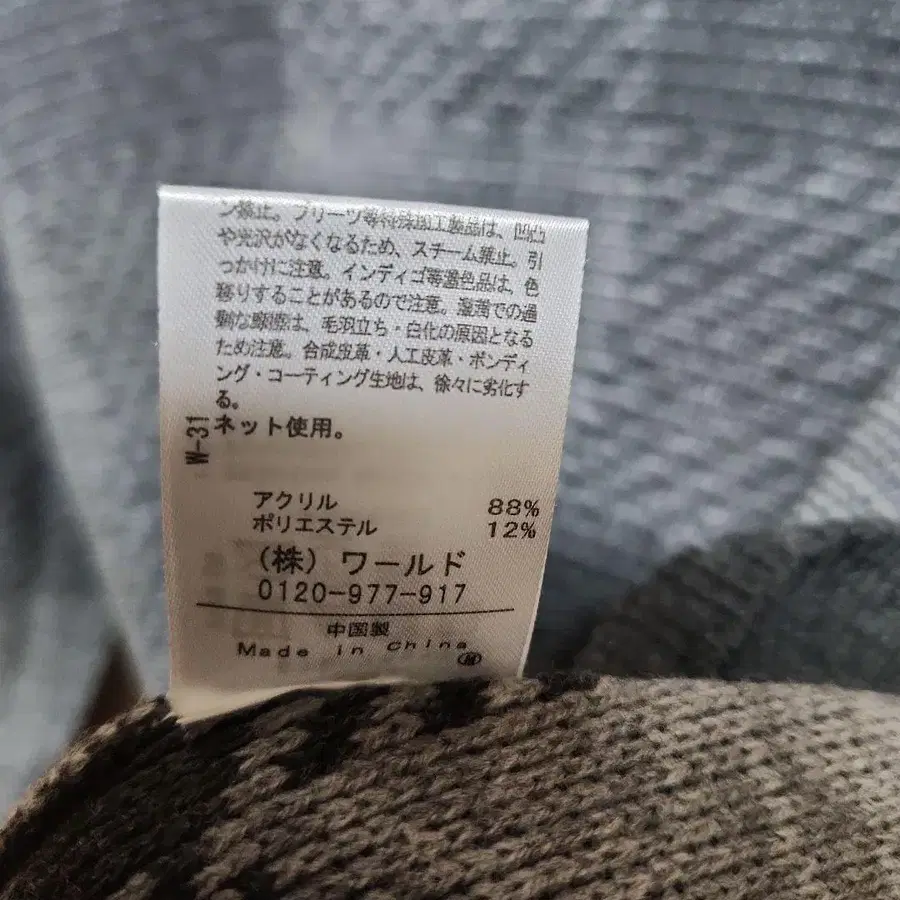 ン禁止。プリーツ等特殊加工製品は、凹凸
や光沢がなくなるため、スチーム禁止。引
っかけに注意。インディゴ等濃色品は、色
移りすることがあるので注意。湿潤での過
剰な摩擦は、毛羽立ち・白化の原因となる
ため注意。合成皮革・人工皮革・ボンディ
ング・コーティング生地は、徐々に劣化す
る。
ネット使用。
W-31
アクリル 88%
ポリエステル 12%
(株)ワールド
0120-977-917
中国製
Made in China